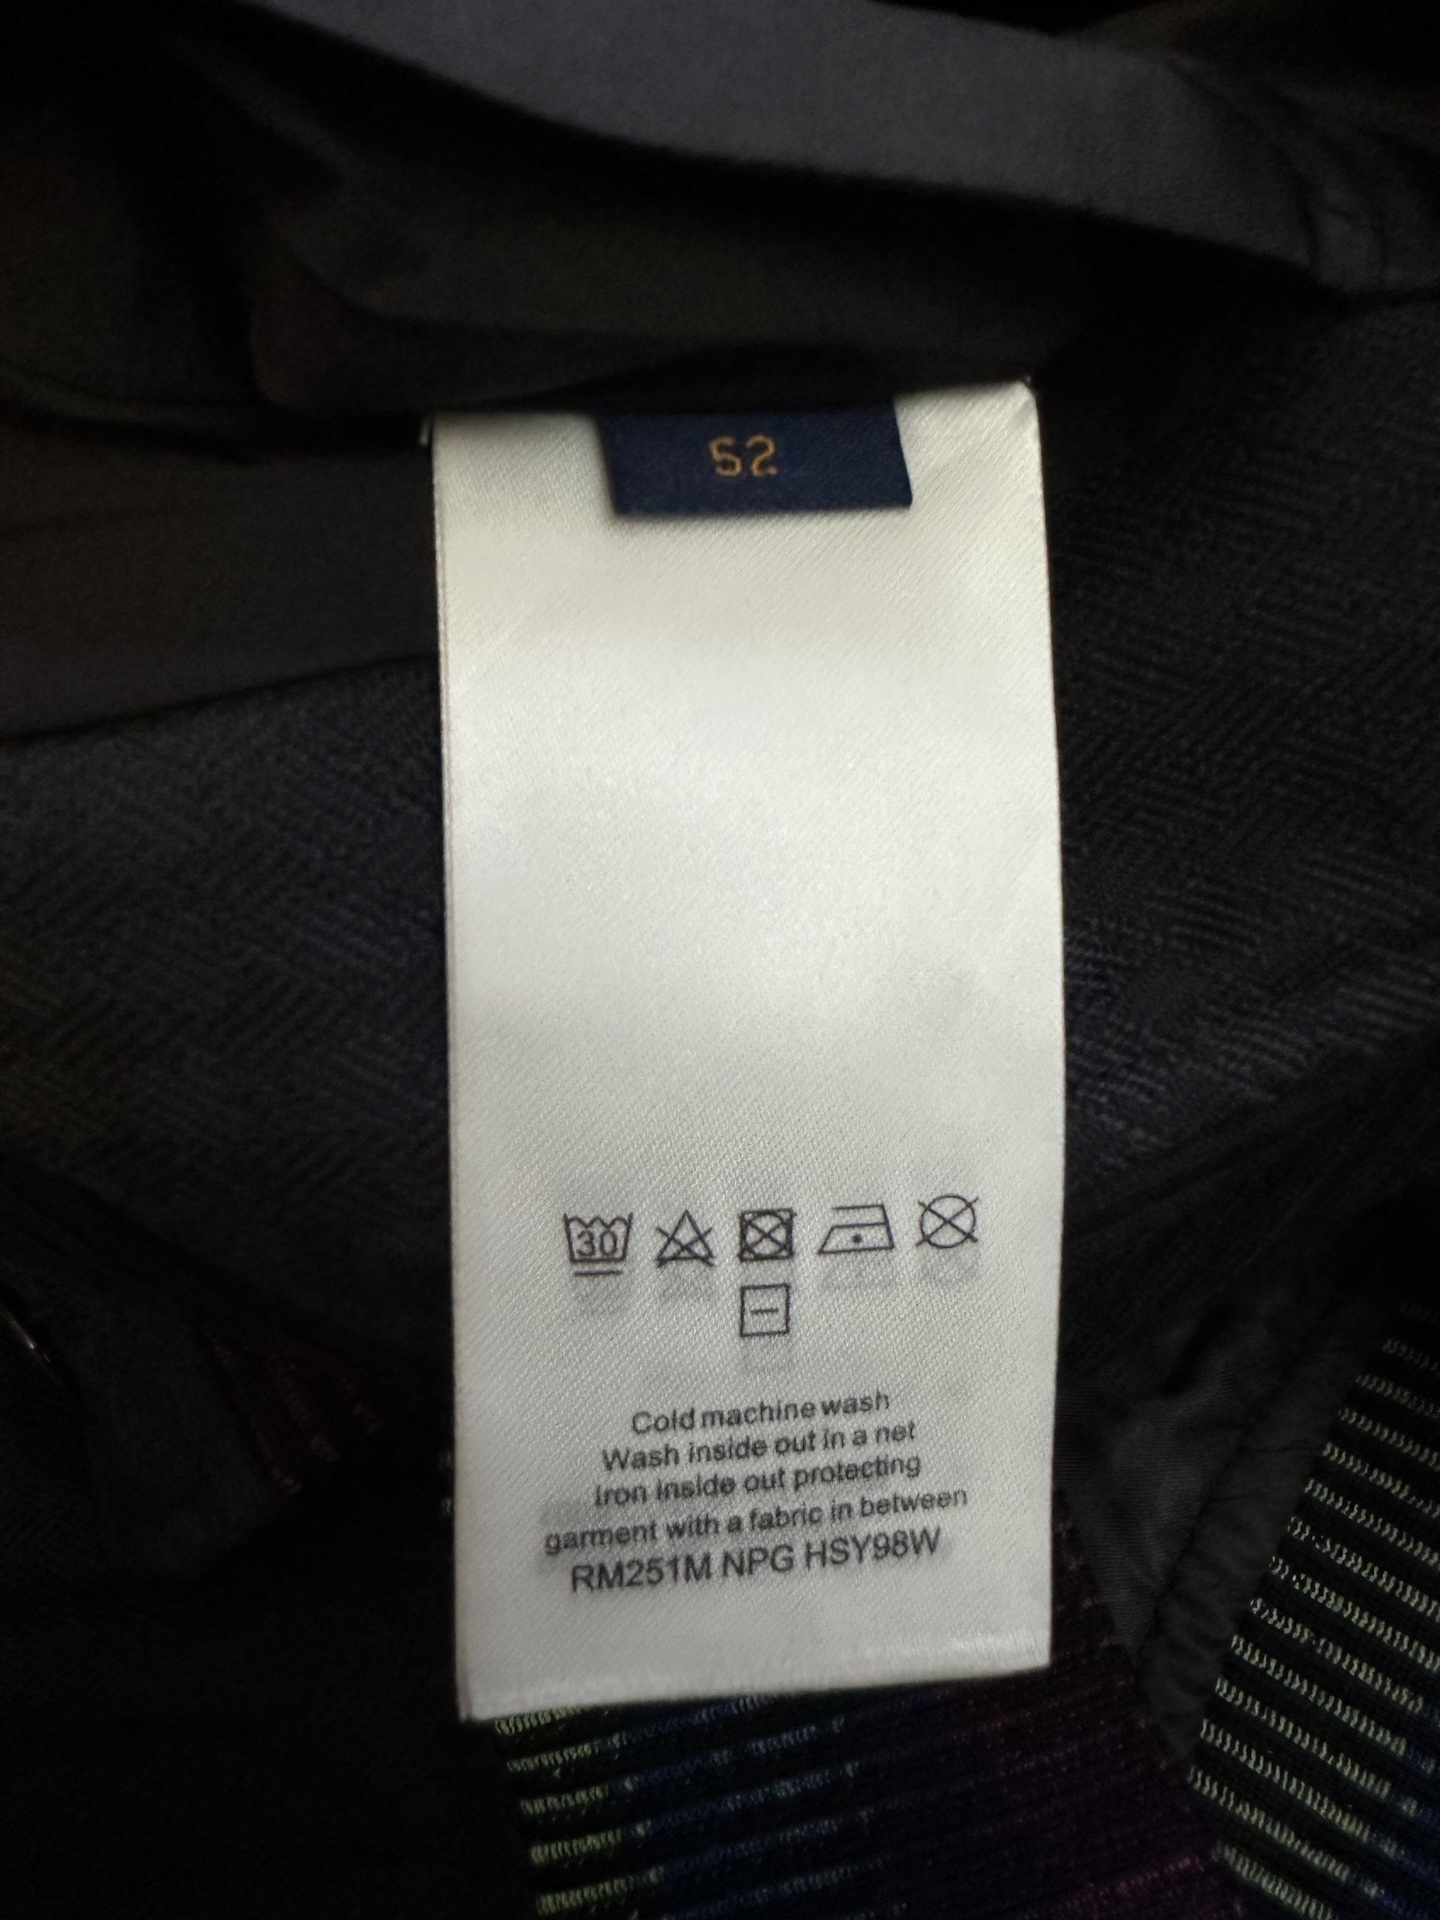 52
30
Cold machine wash
Wash inside out in a net
Iron inside out protecting
garment with a fabric in between
RM251M NPG HSY98W